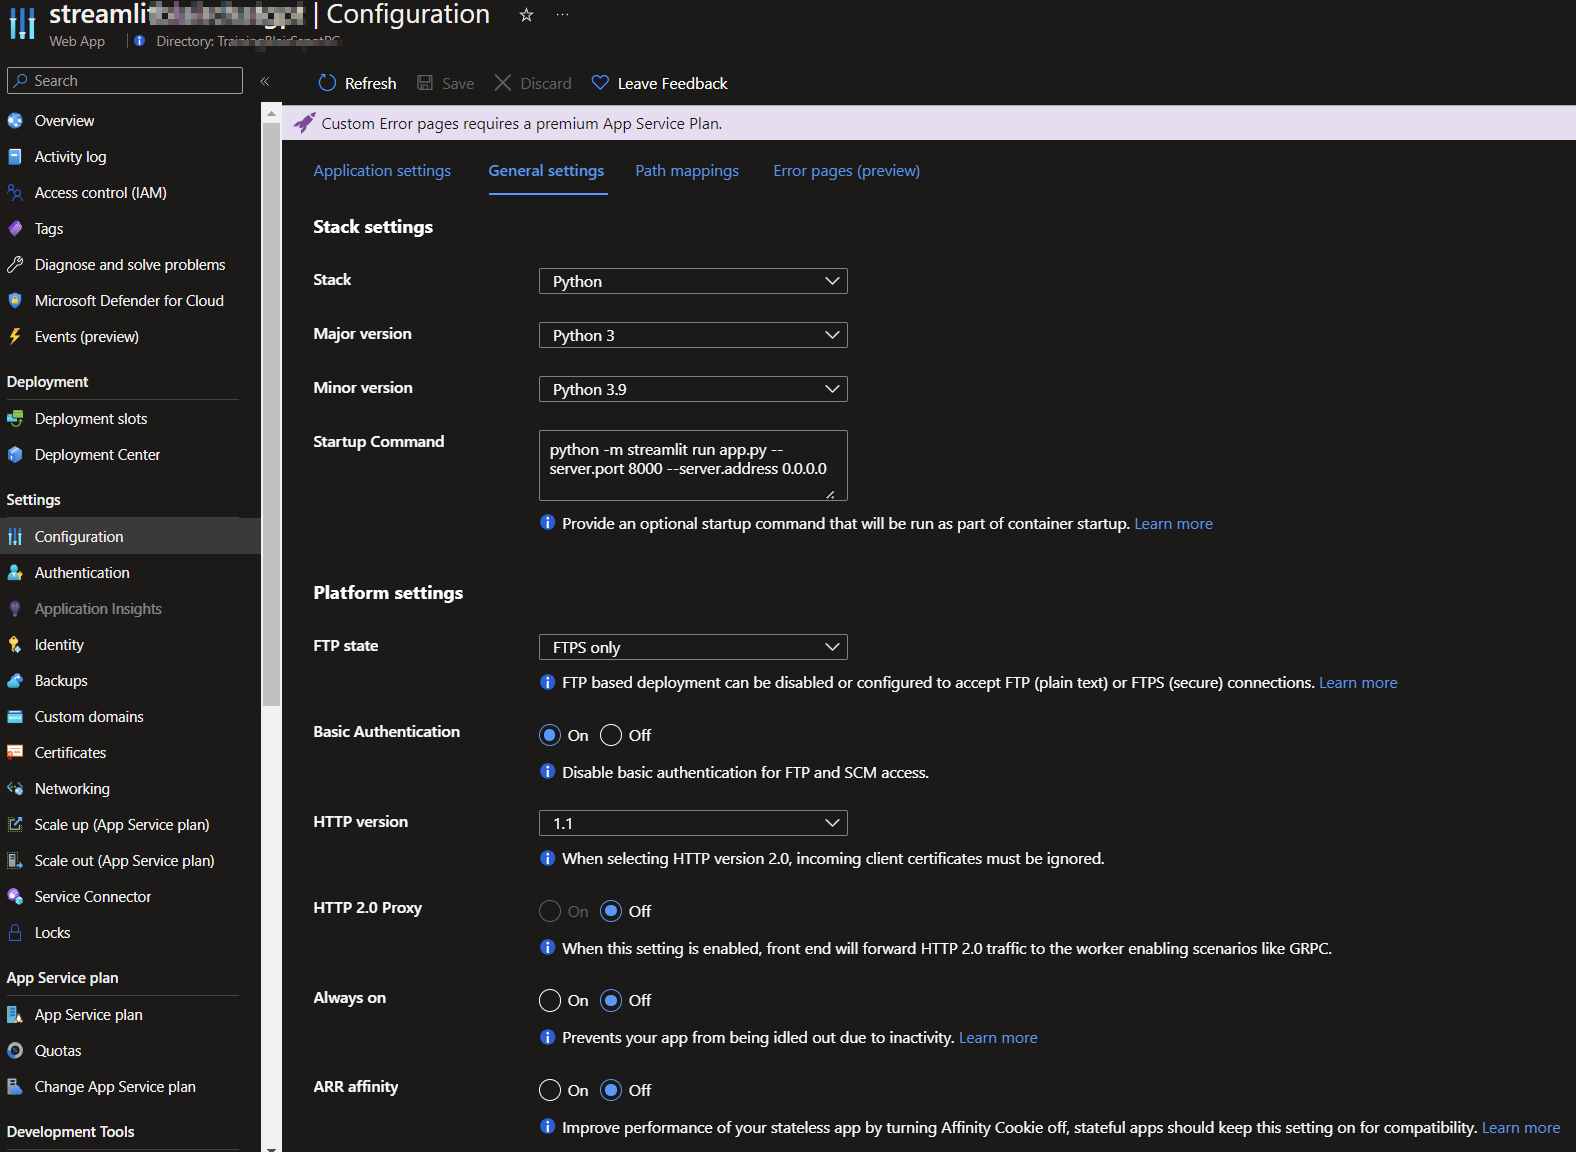 streamlit | Configuration
Web App
Directory:
Search
Refresh
Save
Discard
Leave Feedback
Custom Error pages requires a premium App Service Plan.
Overview
Activity log
Access control (IAM)
Tags
Diagnose and solve problems
Microsoft Defender for Cloud
Events (preview)
Deployment
Deployment slots
Deployment Center
Settings
Configuration
Authentication
Application Insights
Identity
Backups
Custom domains
Certificates
Networking
Scale up (App Service plan)
Scale out (App Service plan)
Service Connector
Locks
App Service plan
App Service plan
Quotas
Change App Service plan
Development Tools
Application settings
General settings
Path mappings
Error pages (preview)
Stack settings
Stack
Python
Major version
Python 3
Minor version
Python 3.9
Startup Command
python -m streamlit run app.py --
server.port 8000 --server.address 0.0.0.0
Provide an optional startup command that will be run as part of container startup. Learn more
Platform settings
FTP state
FTPS only
FTP based deployment can be disabled or configured to accept FTP (plain text) or FTPS (secure) connections. Learn more
Basic Authentication
On Off
Disable basic authentication for FTP and SCM access.
HTTP version
1.1
When selecting HTTP version 2.0, incoming client certificates must be ignored.
HTTP 2.0 Proxy
On Off
When this setting is enabled, front end will forward HTTP 2.0 traffic to the worker enabling scenarios like GRPC.
Always on
On Off
Prevents your app from being idled out due to inactivity. Learn more
ARR affinity
On Off
Improve performance of your stateless app by turning Affinity Cookie off, stateful apps should keep this setting on for compatibility. Learn more